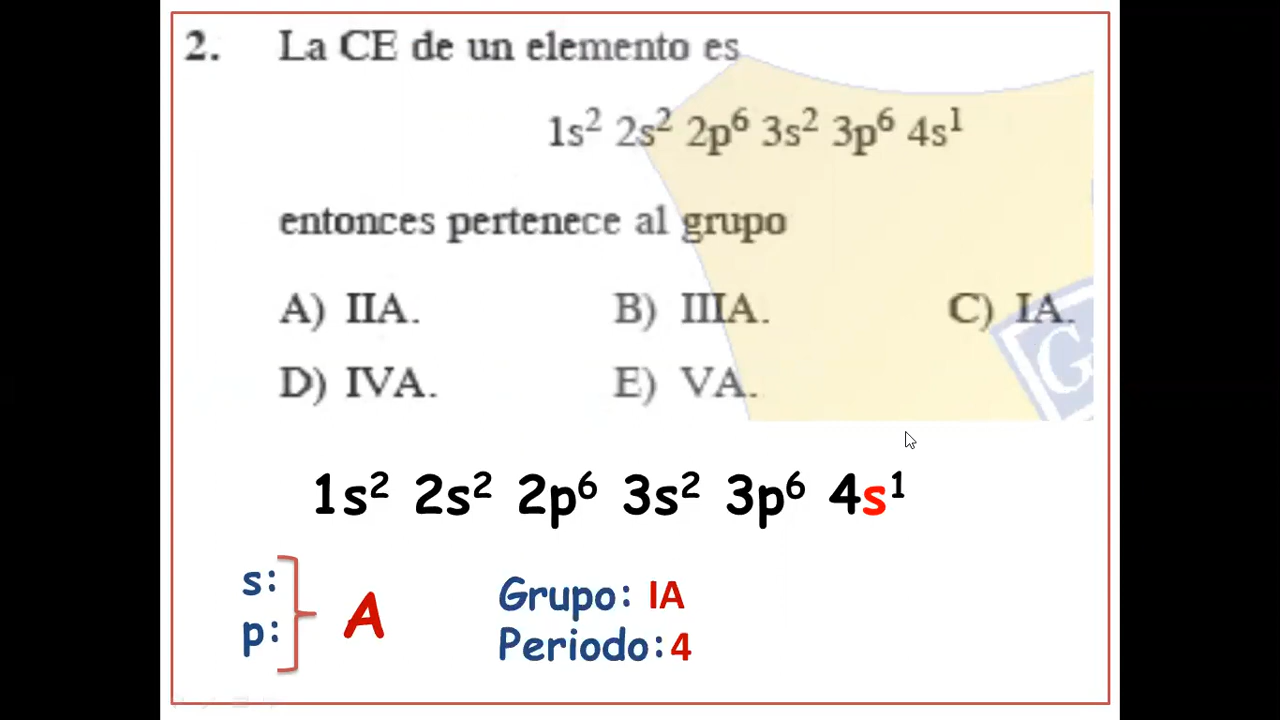 2. La CE de un elemento es
1s² 2s² 2p⁶ 3s² 3p⁶ 4s¹
entonces pertenece al grupo
A) IIA. B) IIIA. C) IA.
D) IVA. E) VA.
1s² 2s² 2p⁶ 3s² 3p⁶ 4s¹
s:
p:
A
Grupo: IA
Periodo:4